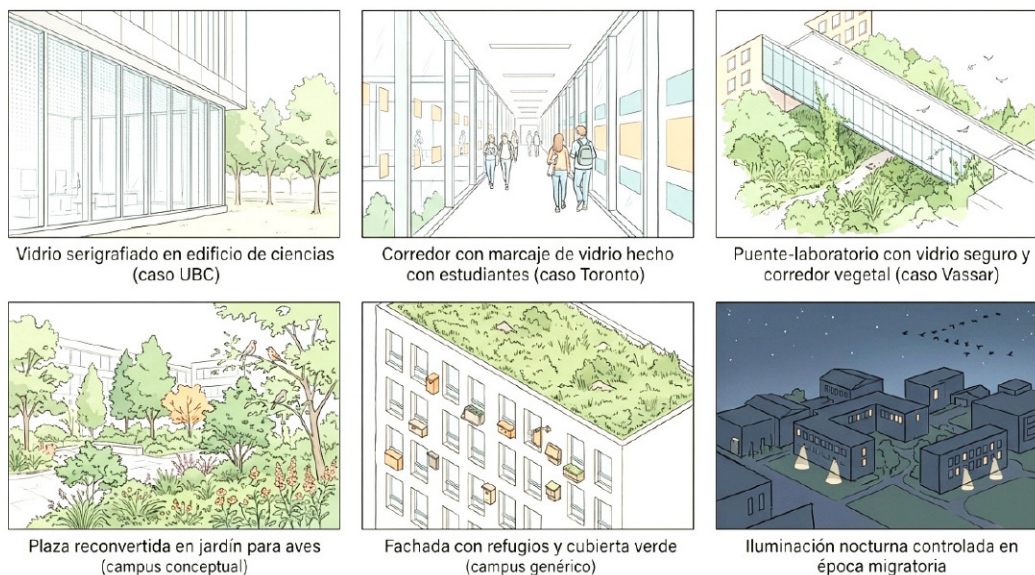 Vidrio serigrafiado en edificio de ciencias
(caso UBC)
Corredor con marcaje de vidrio hecho
con estudiantes (caso Toronto)
Puente-laboratorio con vidrio seguro y
corredor vegetal (caso Vassar)
Plaza reconvertida en jardín para aves
(campus conceptual)
Fachada con refugios y cubierta verde
(campus genérico)
Iluminación nocturna controlada en
época migratoria